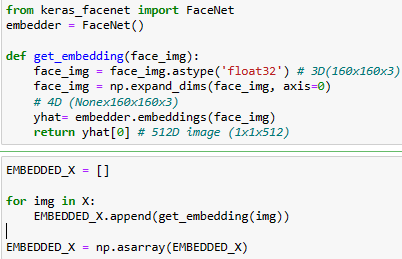 from keras_facenet import FaceNet
embedder = FaceNet()
def get_embedding(face_img):
    face_img = face_img.astype('float32') # 3D(160x160x3)
    face_img = np.expand_dims(face_img, axis=0)
    # 4D (Nonex160x160x3)
    yhat= embedder.embeddings(face_img)
    return yhat[0] # 512D image (1x1x512)
EMBEDDED_X = []
for img in X:
    EMBEDDED_X.append(get_embedding(img))
EMBEDDED_X = np.asarray(EMBEDDED_X)